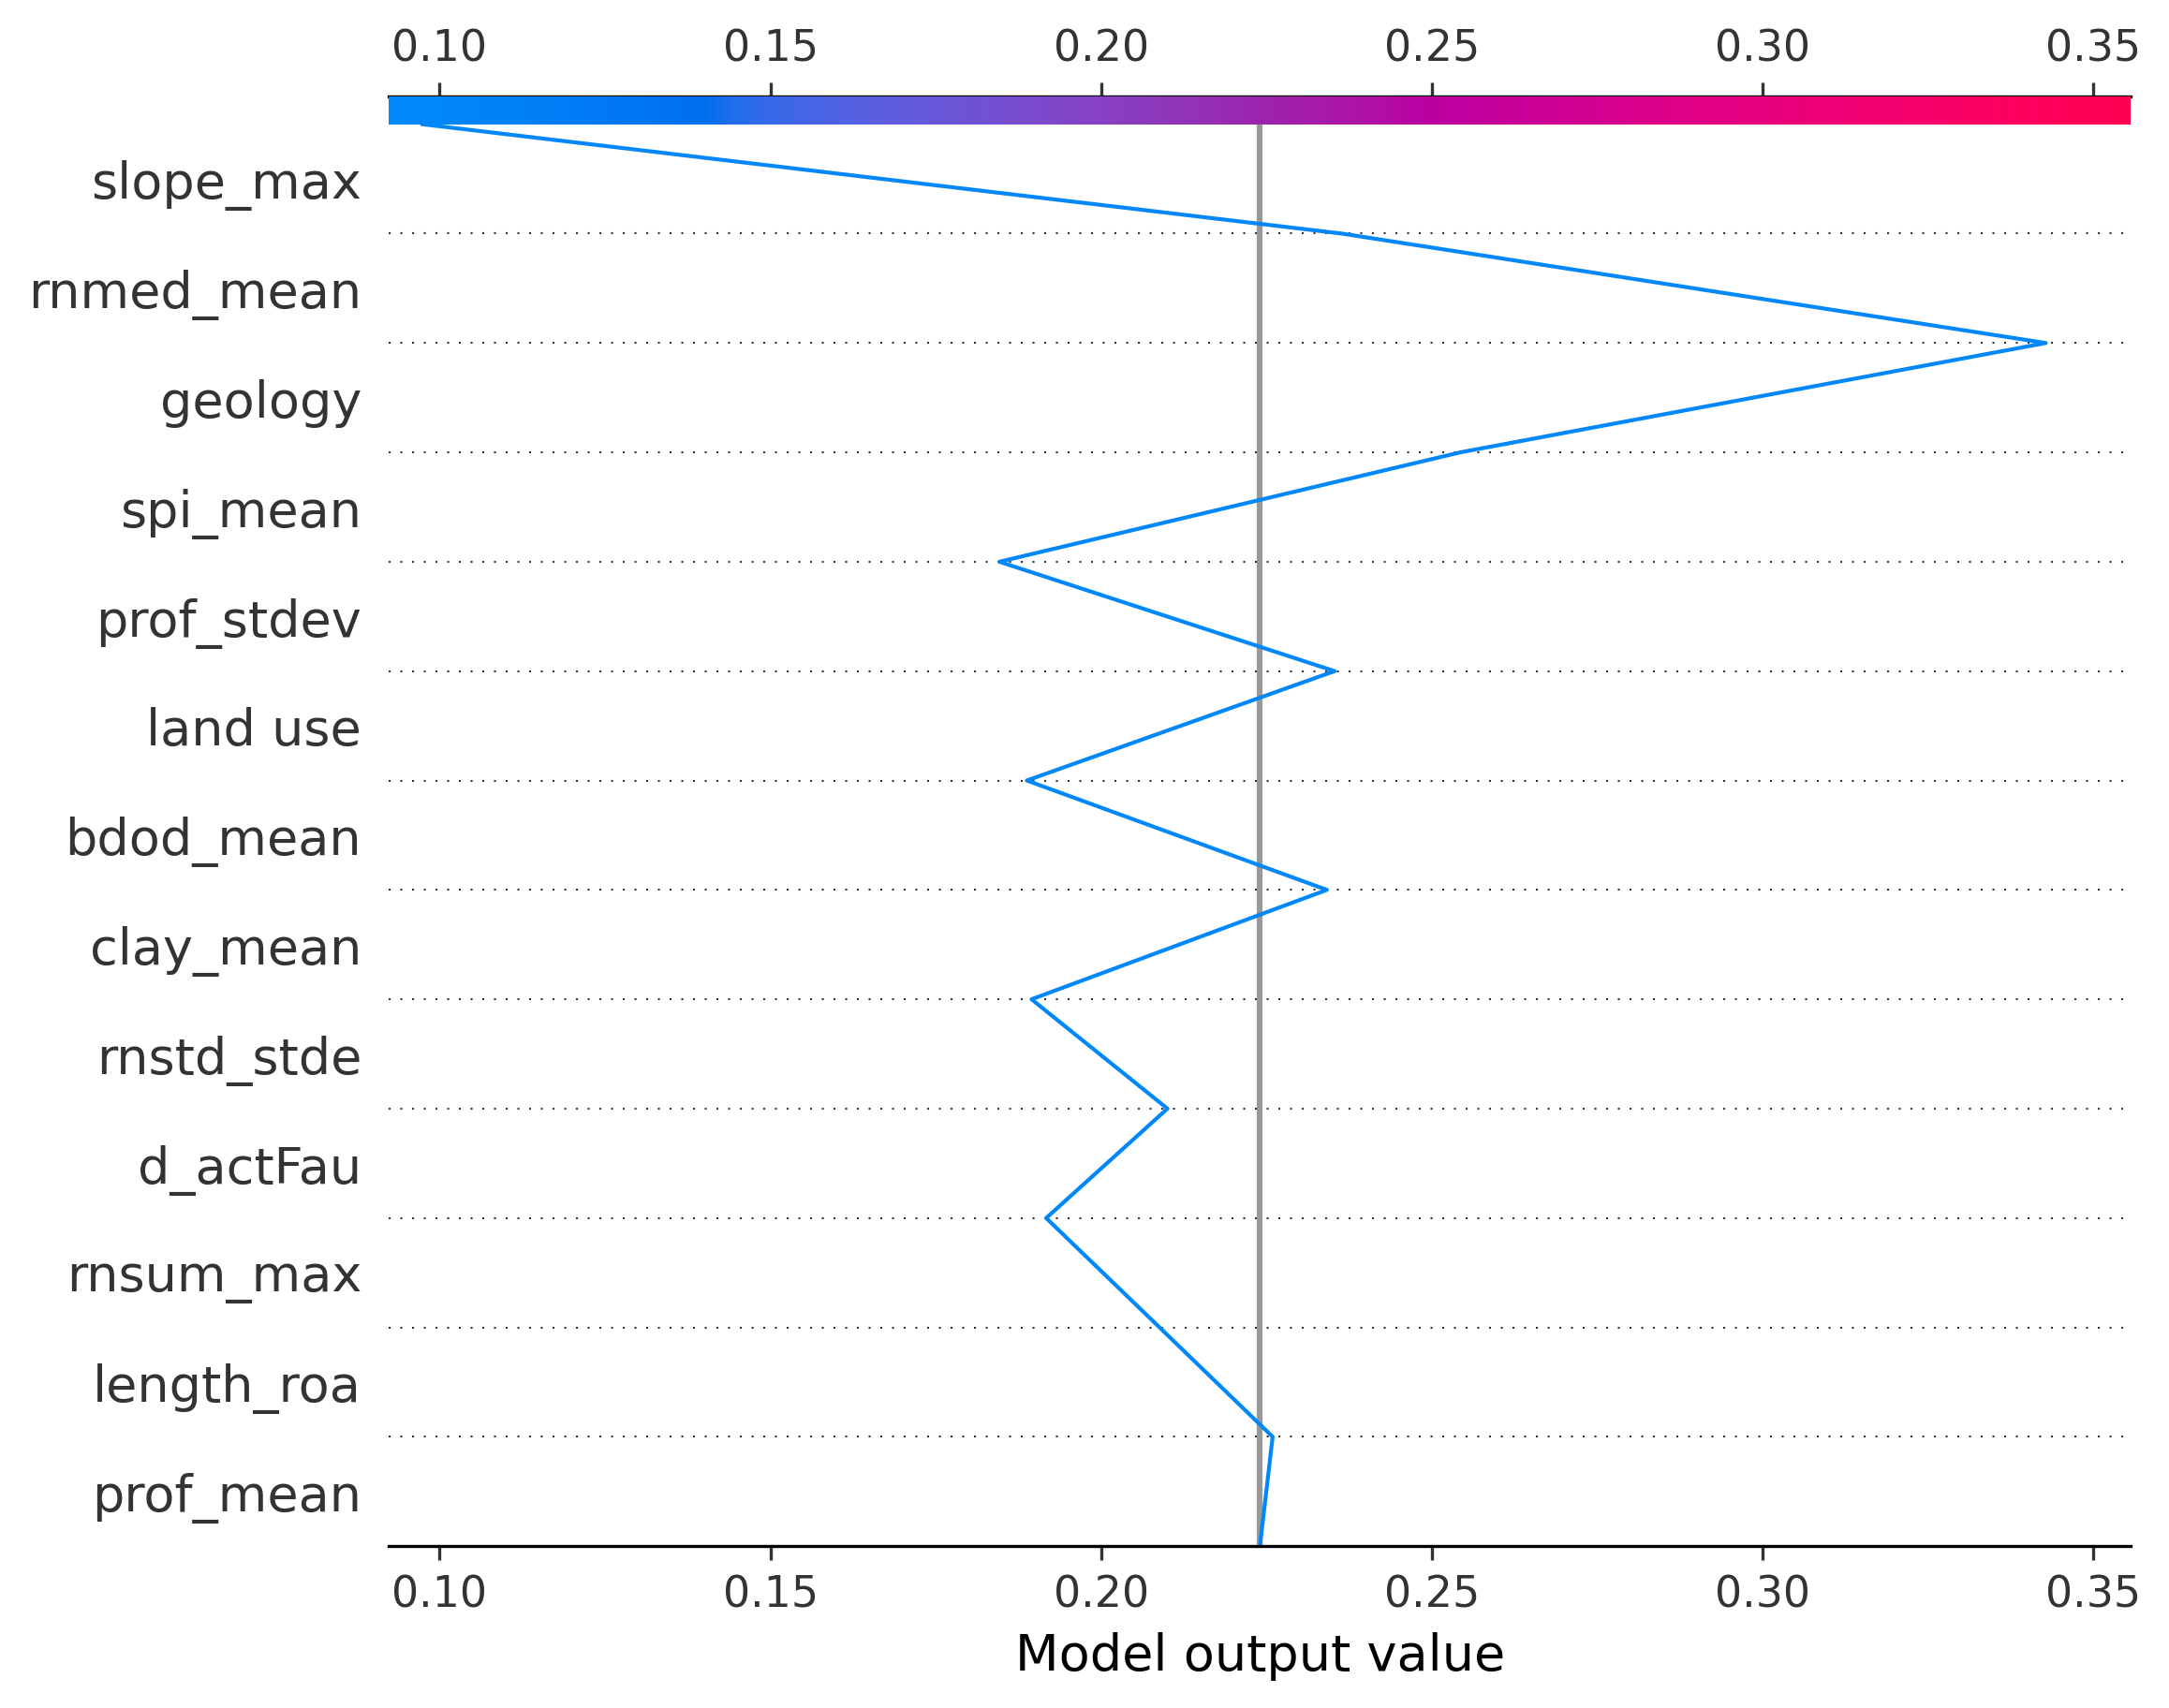 0.10 0.15 0.20 0.25 0.30 0.35
slope_max
rnmed_mean
geology
spi_mean
prof_stdev
land use
bdod_mean
clay_mean
rnstd_stde
d_actFau
rnsum_max
length_roa
prof_mean
0.10 0.15 0.20 0.25 0.30 0.35
Model output value